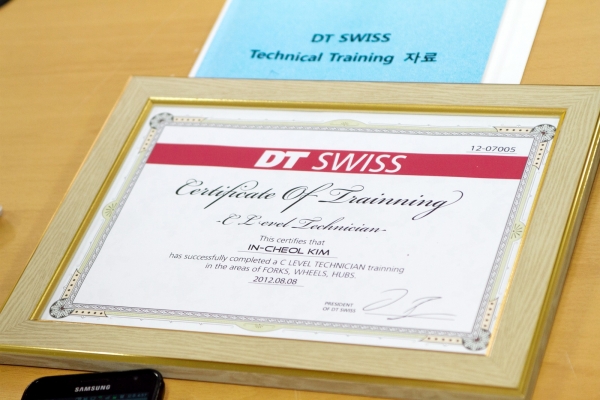 DT SWISS
Technical Training 자료
12-07005
DT SWISS
Certificate Of Trainning
-C L evel Technician-
This certifies that
IN-CHEOL KIM
has successfully completed a C LEVEL TECHNICIAN trainning
in the areas of FORKS, WHEELS, HUBS.
2012.08.08
PRESIDENT
OF DT SWISS
SAMSUNG